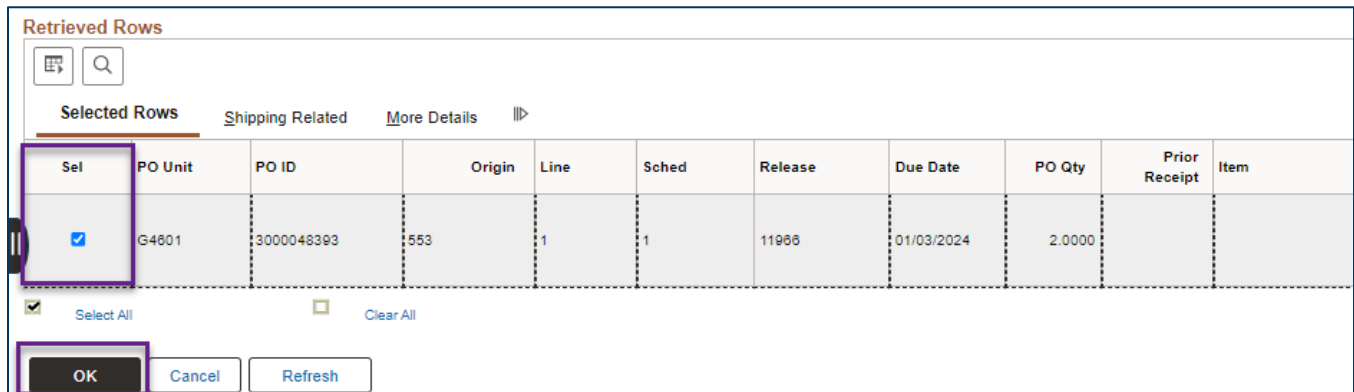 Retrieved Rows
Selected Rows Shipping Related More Details
Sel PO Unit PO ID Origin Line Sched Release Due Date PO Qty Prior Receipt Item
G4601 3000048393 553 1 1 11966 01/03/2024 2.0000
Select All Clear All
OK Cancel Refresh